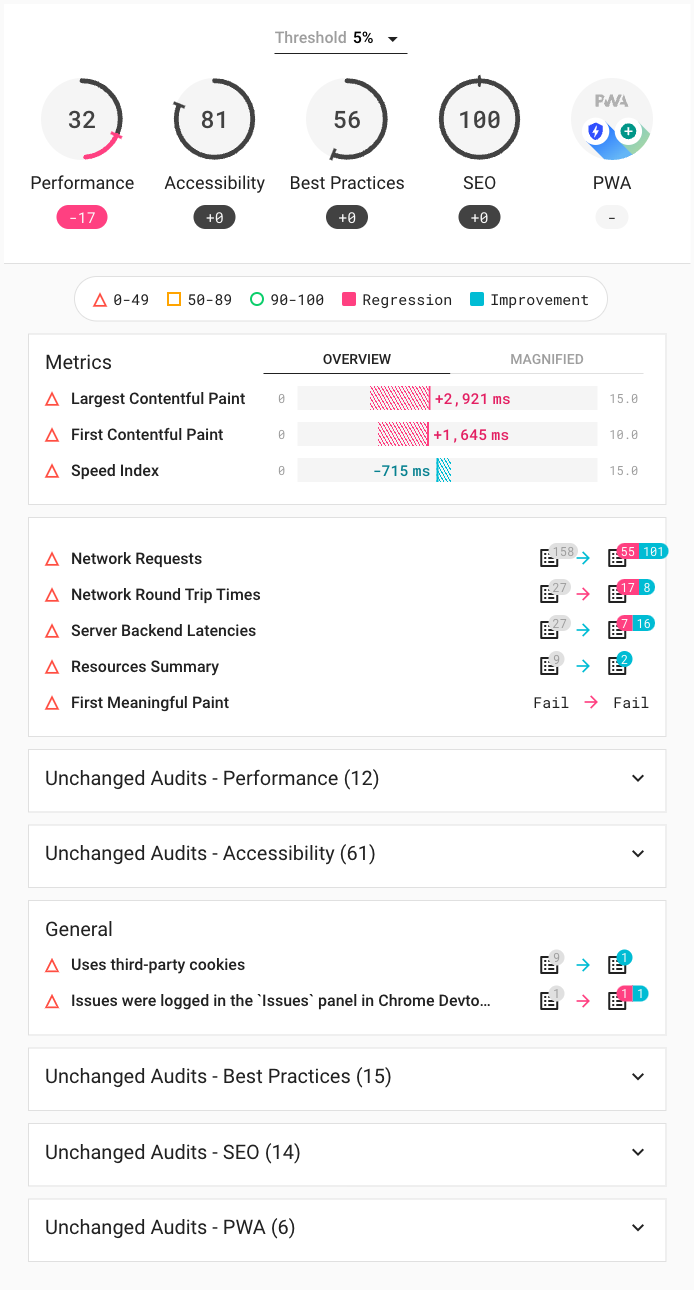 Threshold 5%
32 81 56 100 PWA
Performance Accessibility Best Practices SEO PWA
-17 +0 +0 +0 -
0-49 50-89 90-100 Regression Improvement
Metrics OVERVIEW MAGNIFIED
Largest Contentful Paint 0 +2,921 ms 15.0
First Contentful Paint 0 +1,645 ms 10.0
Speed Index 0 -715 ms 15.0
Network Requests 158 55 101
Network Round Trip Times 27 17 8
Server Backend Latencies 27 7 16
Resources Summary 9 2
First Meaningful Paint Fail Fail
Unchanged Audits - Performance (12)
Unchanged Audits - Accessibility (61)
General
Uses third-party cookies 9 1
Issues were logged in the `Issues` panel in Chrome Devto... 1 1 1
Unchanged Audits - Best Practices (15)
Unchanged Audits - SEO (14)
Unchanged Audits - PWA (6)